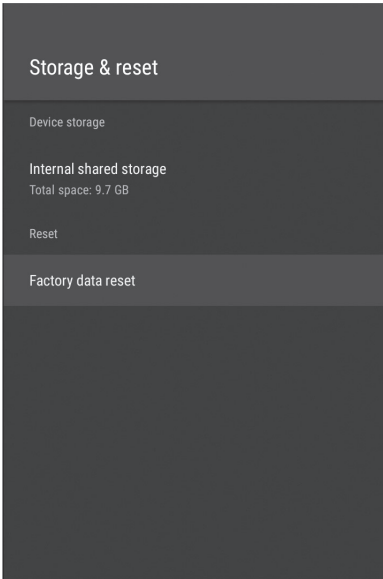 Storage & reset
Device storage
Internal shared storage
Total space: 9.7 GB
Reset
Factory data reset